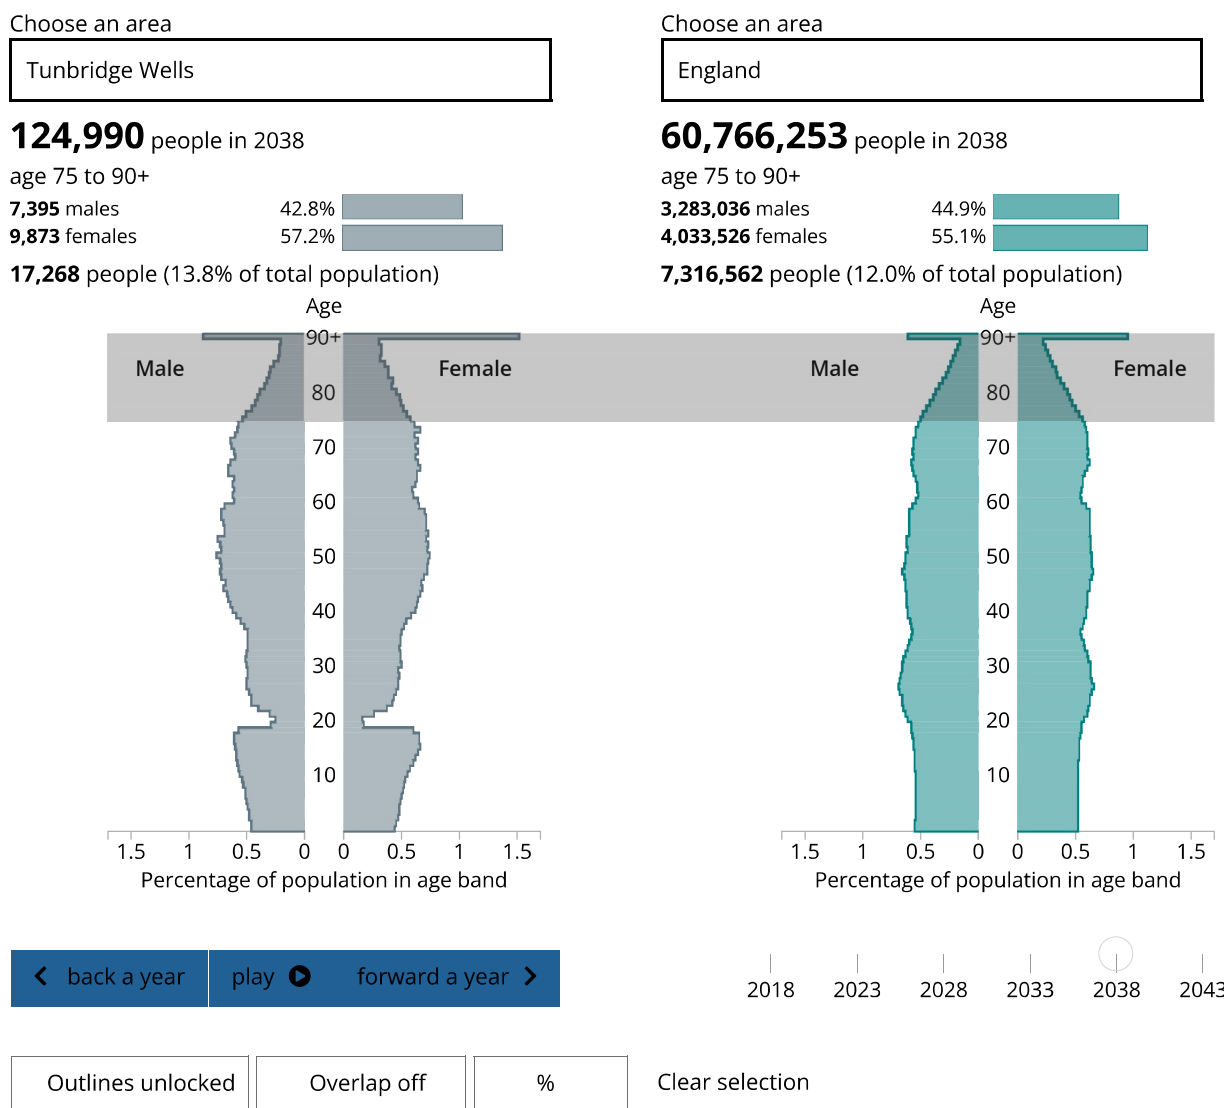 Choose an area
Tunbridge Wells
124,990 people in 2038
age 75 to 90+
7,395 males 42.8%
9,873 females 57.2%
17,268 people (13.8% of total population)
Age
90+
Male
Female
80
70
60
50
40
30
20
10
1.5 1 0.5 0 0 0.5 1 1.5
Percentage of population in age band
Choose an area
England
60,766,253 people in 2038
age 75 to 90+
3,283,036 males 44.9%
4,033,526 females 55.1%
7,316,562 people (12.0% of total population)
Age
90+
Male
Female
80
70
60
50
40
30
20
10
1.5 1 0.5 0 0 0.5 1 1.5
Percentage of population in age band
back a year play forward a year
2018 2023 2028 2033 2038 2043
Outlines unlocked Overlap off % Clear selection